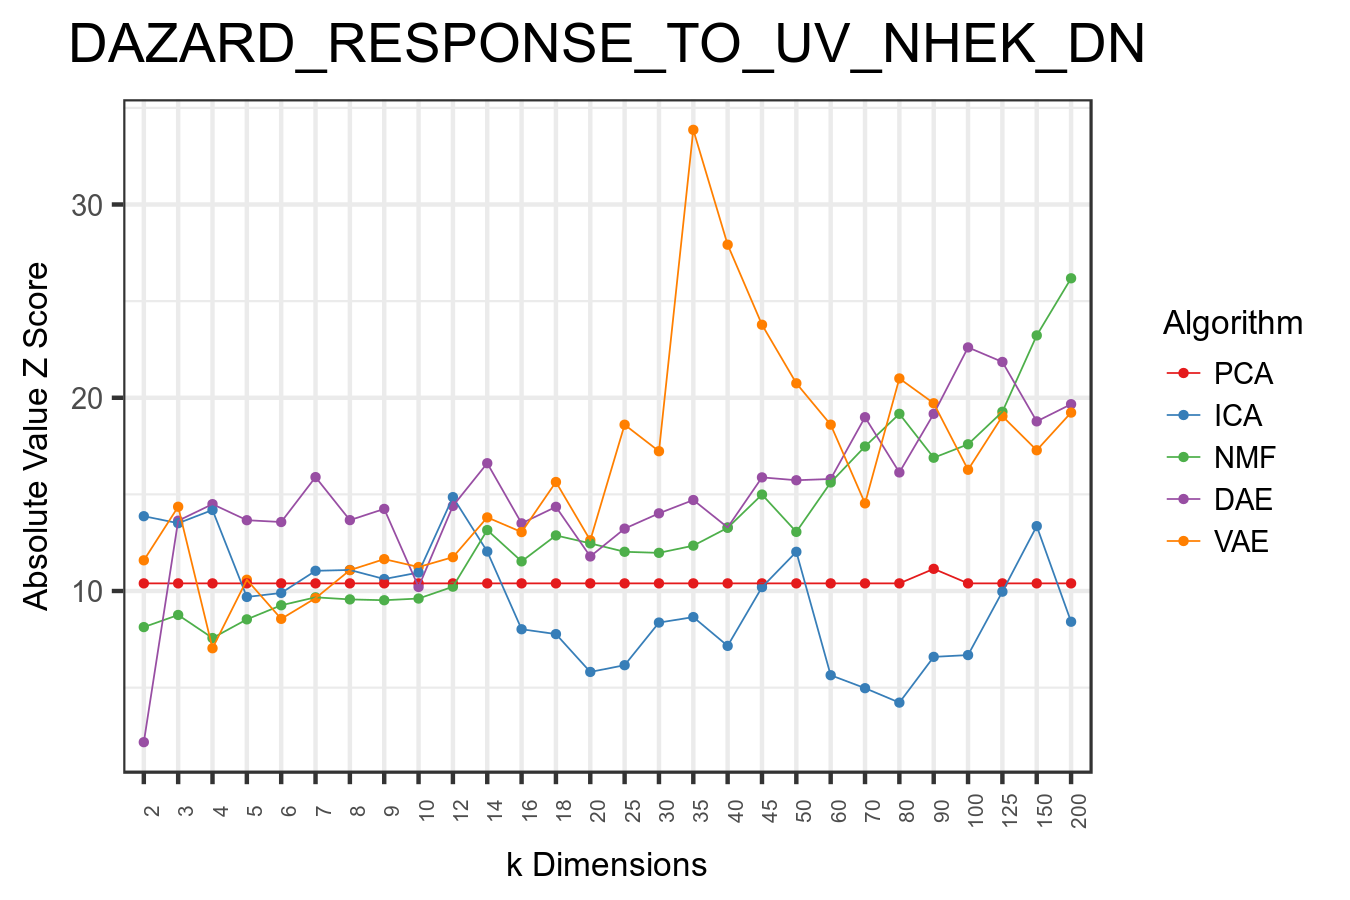 DAZARD_RESPONSE_TO_UV_NHEK_DN
Absolute Value Z Score
30
20
10
2 3 4 5 6 7 8 9 10 12 14 16 18 20 25 30 35 40 45 50 60 70 80 90 100 125 150 200
k Dimensions
Algorithm
PCA
ICA
NMF
DAE
VAE